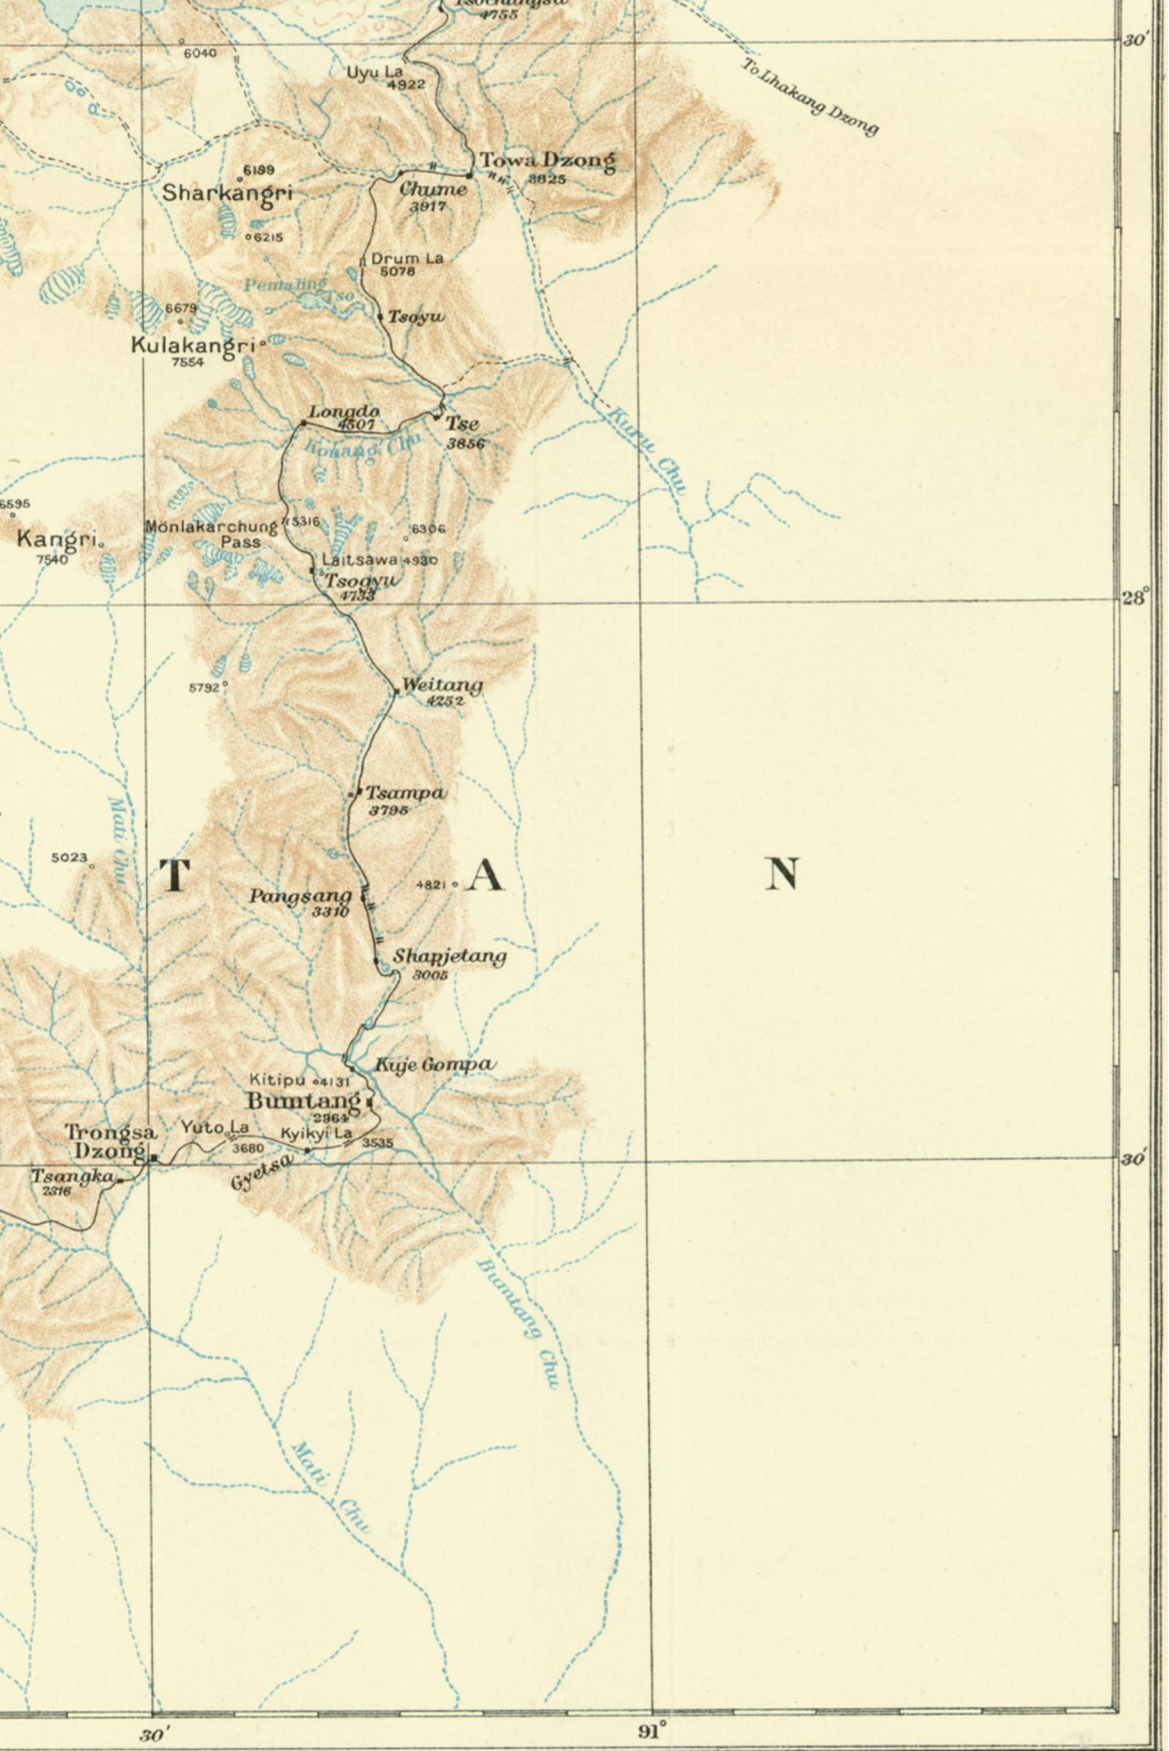 4755
30'
6040
Uyu La
4922
To Lhakang Dzong
Towa Dzong
3825
6199
Sharkangri
Chume
3917
6215
Drum La
5078
Pemaling
Tso
6679
Tsoyu
Kulakangri
7554
Longdo
4507
Tse
3856
Kuru Chu
Chu
6595
Mönlakarchung
Pass
5316
6306
Kangri
7540
Laitsawa 4930
Tsogyu
4733
28°
5792
Weitang
4252
Tsampa
3795
Mati Chu
5023
T A N
4821
Pangsang
3310
Shapjetang
3005
Kuje Gompa
Kitipu 4131
Bumtang
2964
Trongsa
Dzong
Yuto La
3680
Kyikyi La
3535
30'
Tsangka
2316
Gyetsa
Bumtang Chu
Mati Chu
30'
91°